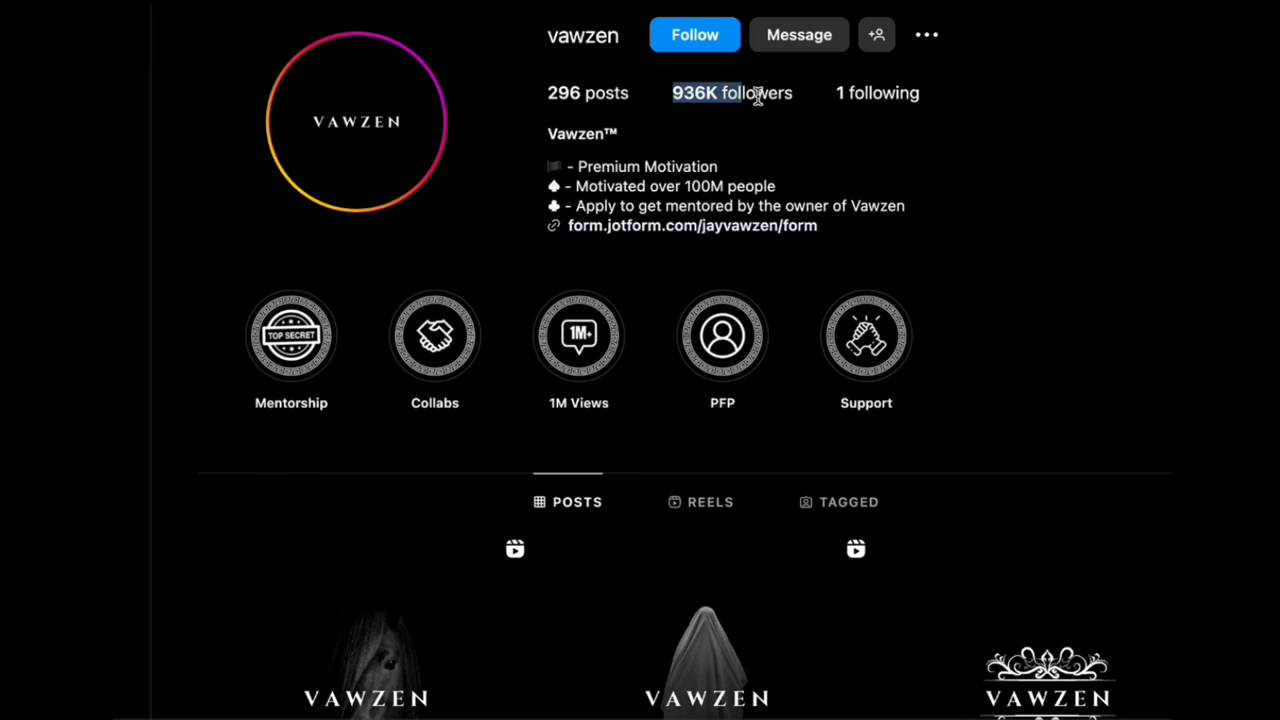 vawzen Follow Message
VAWZEN
296 posts 936K followers 1 following
Vawzen™
- Premium Motivation
- Motivated over 100M people
- Apply to get mentored by the owner of Vawzen
form.jotform.com/jayvawzen/form
TOP SECRET
1M+
Mentorship Collabs 1M Views PFP Support
POSTS REELS TAGGED
VAWZEN VAWZEN VAWZEN